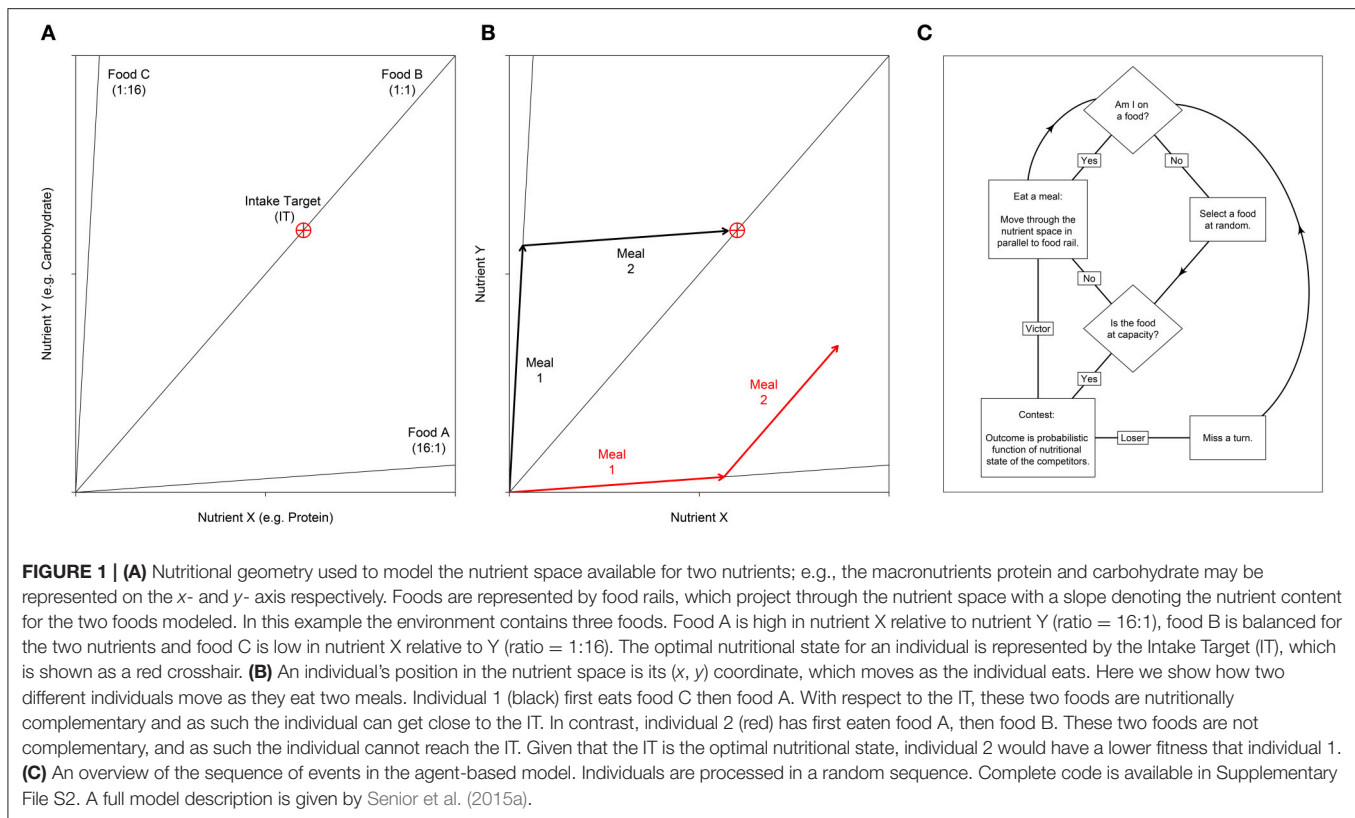 A
Food C
(1:16)
Food B
(1:1)
Intake Target
(IT)
Food A
(16:1)
Nutrient Y (e.g. Carbohydrate)
Nutrient X (e.g. Protein)
B
Meal
2
Meal
1
Meal
2
Meal
1
Nutrient Y
Nutrient X
C
Am I on
a food?
Yes
No
Eat a meal:
Move through the
nutrient space in
parallel to food rail.
Select a food
at random.
No
Is the food
at capacity?
Victor
Yes
Contest:
Outcome is probabilistic
function of nutritional
state of the competitors.
Loser
Miss a turn.
FIGURE 1 | (A) Nutritional geometry used to model the nutrient space available for two nutrients; e.g., the macronutrients protein and carbohydrate may be
represented on the x- and y- axis respectively. Foods are represented by food rails, which project through the nutrient space with a slope denoting the nutrient content
for the two foods modeled. In this example the environment contains three foods. Food A is high in nutrient X relative to nutrient Y (ratio = 16:1), food B is balanced for
the two nutrients and food C is low in nutrient X relative to Y (ratio = 1:16). The optimal nutritional state for an individual is represented by the Intake Target (IT), which
is shown as a red crosshair. (B) An individual's position in the nutrient space is its (x, y) coordinate, which moves as the individual eats. Here we show how two
different individuals move as they eat two meals. Individual 1 (black) first eats food C then food A. With respect to the IT, these two foods are nutritionally
complementary and as such the individual can get close to the IT. In contrast, individual 2 (red) has first eaten food A, then food B. These two foods are not
complementary, and as such the individual cannot reach the IT. Given that the IT is the optimal nutritional state, individual 2 would have a lower fitness that individual 1.
(C) An overview of the sequence of events in the agent-based model. Individuals are processed in a random sequence. Complete code is available in Supplementary
File S2. A full model description is given by Senior et al. (2015a).